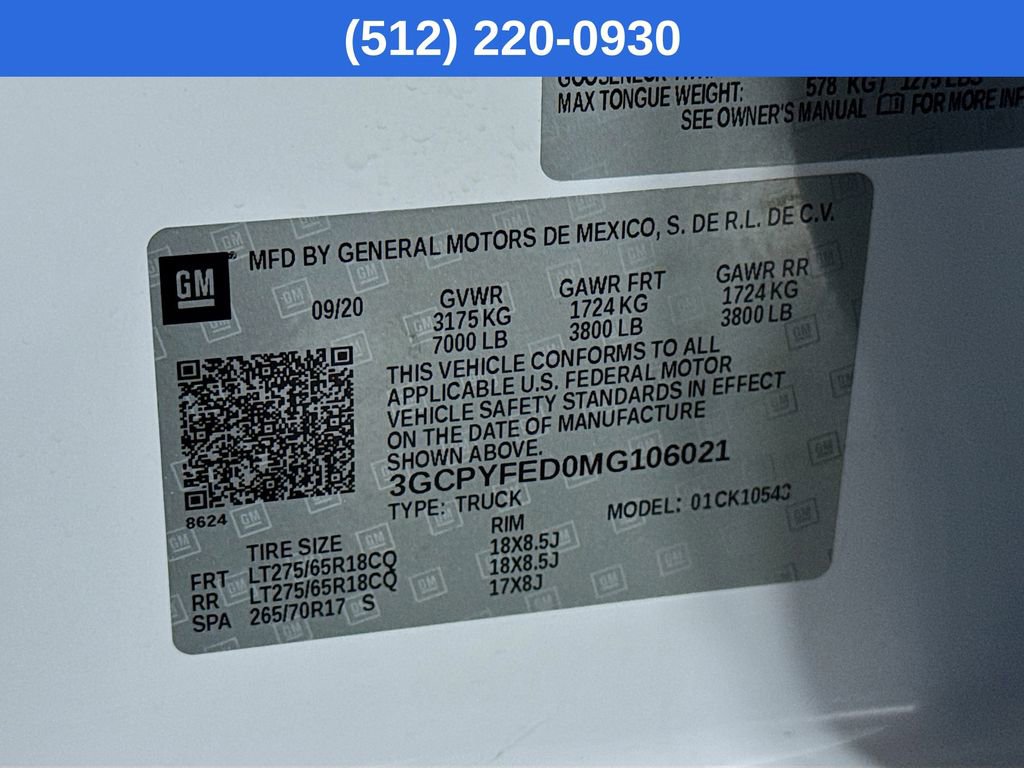 (512) 220-0930
578 KG / 1275 LBS
MAX TONGUE WEIGHT:
SEE OWNER'S MANUAL FOR MORE INF
MFD BY GENERAL MOTORS DE MEXICO, S. DE R.L. DE C.V.
GM
09/20
GVWR GAWR FRT GAWR RR
3175 KG 1724 KG 1724 KG
7000 LB 3800 LB 3800 LB
THIS VEHICLE CONFORMS TO ALL
APPLICABLE U.S. FEDERAL MOTOR
VEHICLE SAFETY STANDARDS IN EFFECT
ON THE DATE OF MANUFACTURE
SHOWN ABOVE.
3GCPYFED0MG106021
8624
TYPE: TRUCK MODEL: 01CK10543
TIRE SIZE RIM
FRT LT275/65R18CQ 18X8.5J
RR LT275/65R18CQ 18X8.5J
SPA 265/70R17 S 17X8J